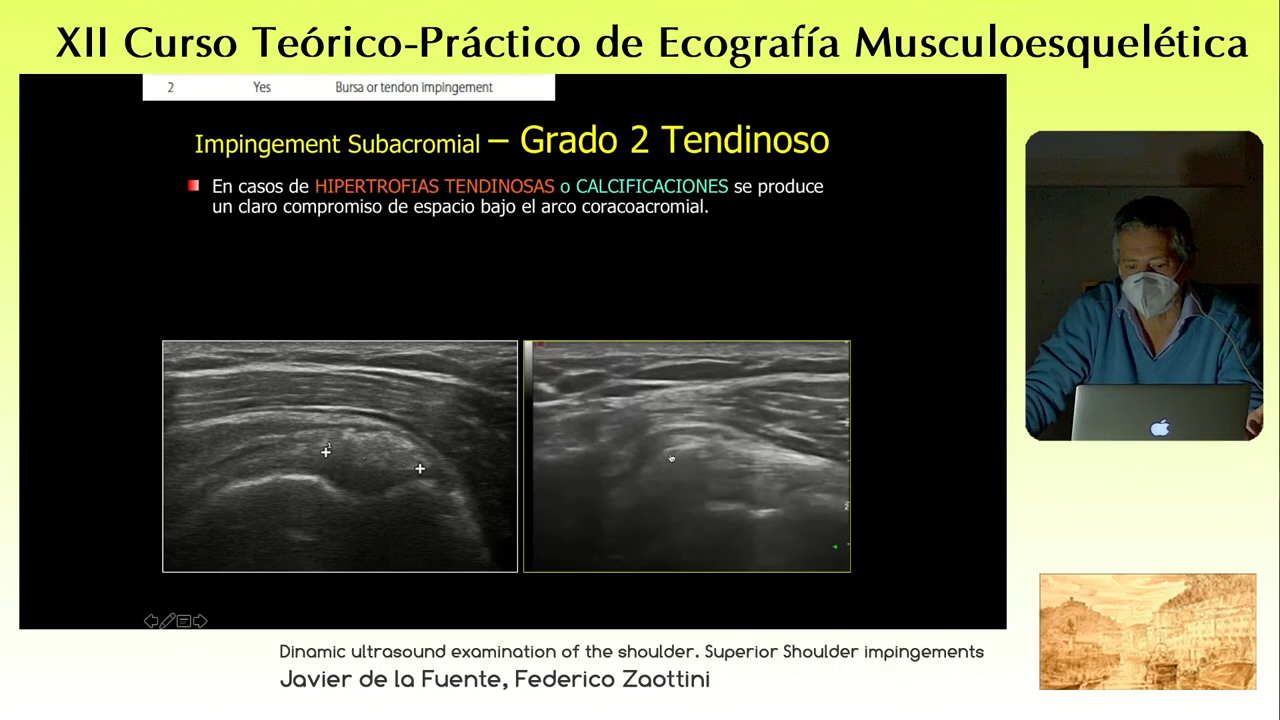 XII Curso Teórico-Práctico de Ecografía Musculoesquelética
2 Yes Bursa or tendon impingement
Impingement Subacromial – Grado 2 Tendinoso
En casos de HIPERTROFIAS TENDINOSAS o CALCIFICACIONES se produce
un claro compromiso de espacio bajo el arco coracoacromial.
1
2
Dinamic ultrasound examination of the shoulder. Superior Shoulder impingements
Javier de la Fuente, Federico Zaottini